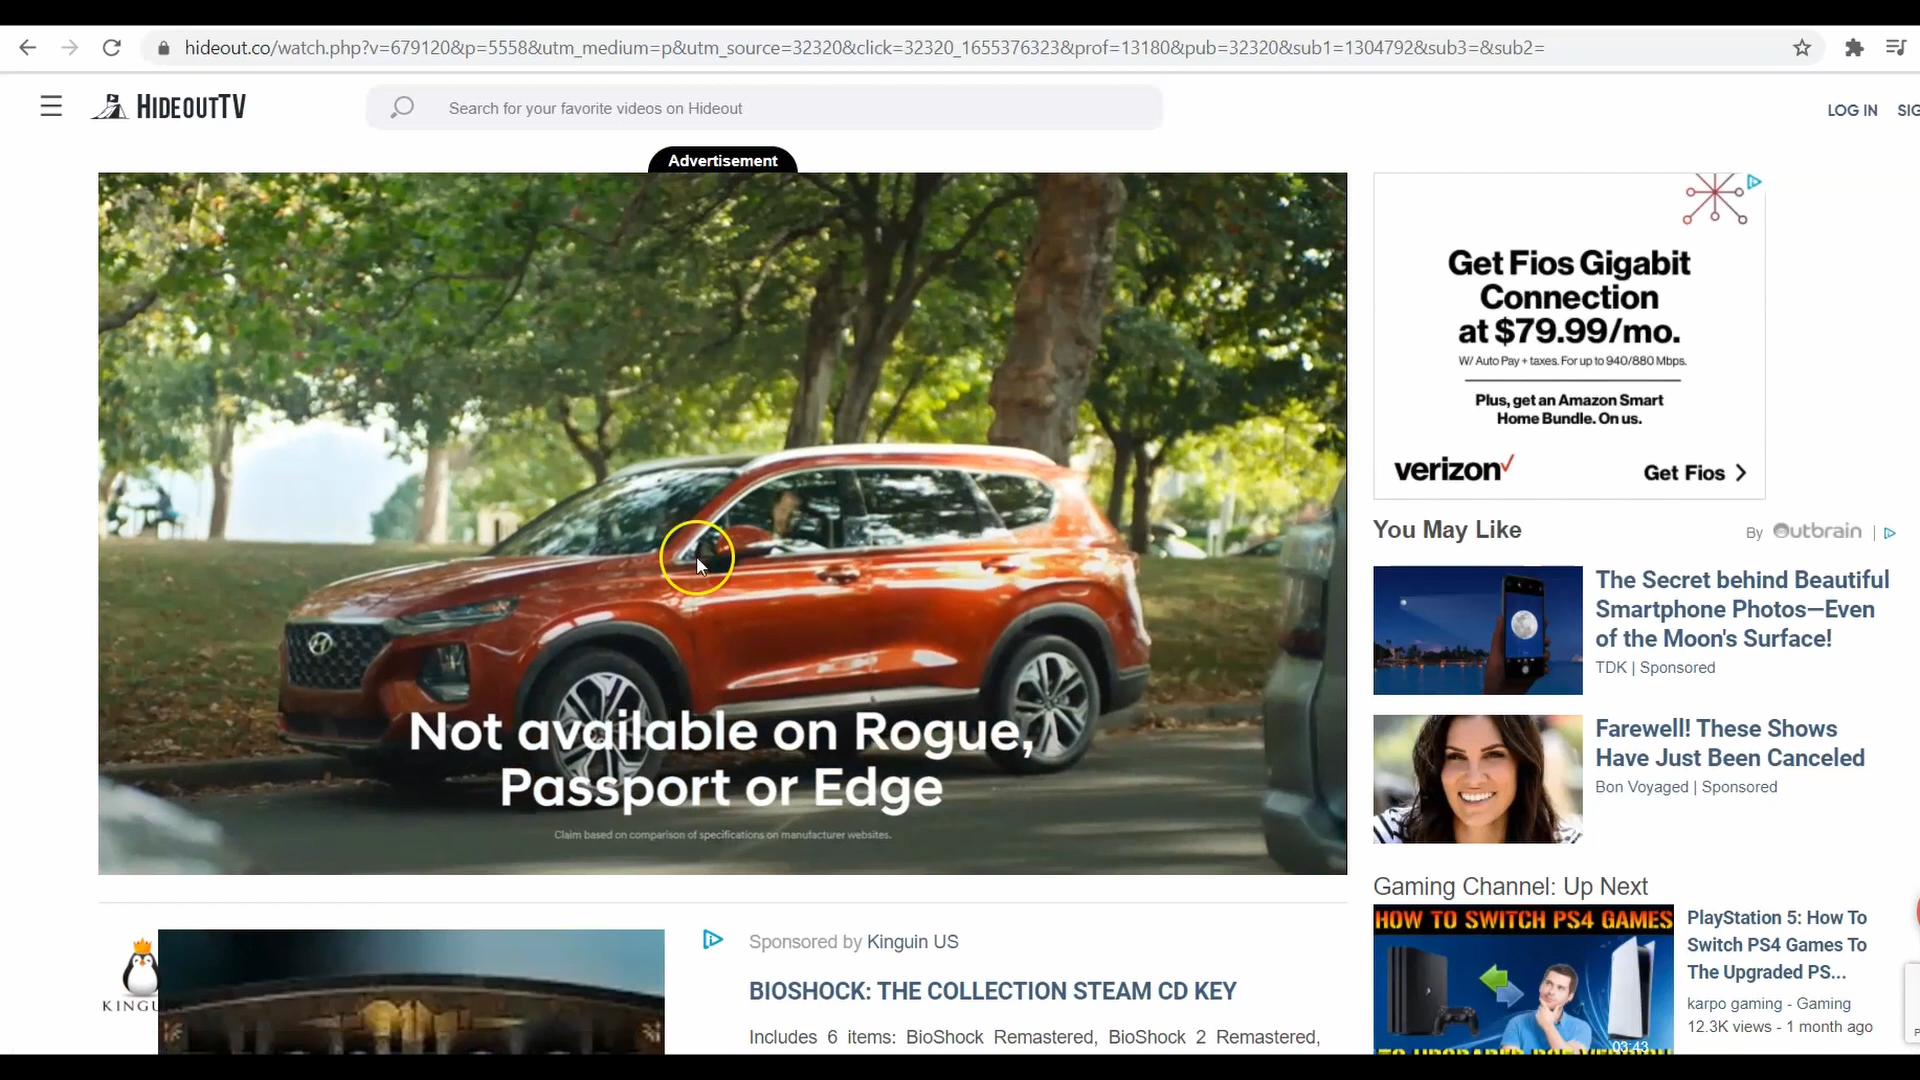 hideout.co/watch.php?v=679120&p=5558&utm_medium=p&utm_source=32320&click=32320_1655376323&prof=13180&pub=32320&sub1=1304792&sub3=&sub2=
HIDEOUTTV
Search for your favorite videos on Hideout
LOG IN
SIG
Advertisement
Not available on Rogue,
Passport or Edge
Claim based on comparison of specifications on manufacturer websites.
Get Fios Gigabit
Connection
at $79.99/mo.
W/ Auto Pay + taxes. For up to 940/880 Mbps.
Plus, get an Amazon Smart
Home Bundle. On us.
verizon
Get Fios >
You May Like
By Outbrain
The Secret behind Beautiful
Smartphone Photos—Even
of the Moon's Surface!
TDK | Sponsored
Farewell! These Shows
Have Just Been Canceled
Bon Voyaged | Sponsored
Gaming Channel: Up Next
HOW TO SWITCH PS4 GAMES
03:43
PlayStation 5: How To
Switch PS4 Games To
The Upgraded PS...
karpo gaming - Gaming
12.3K views - 1 month ago
KINGU
Sponsored by Kinguin US
BIOSHOCK: THE COLLECTION STEAM CD KEY
Includes 6 items: BioShock Remastered, BioShock 2 Remastered,